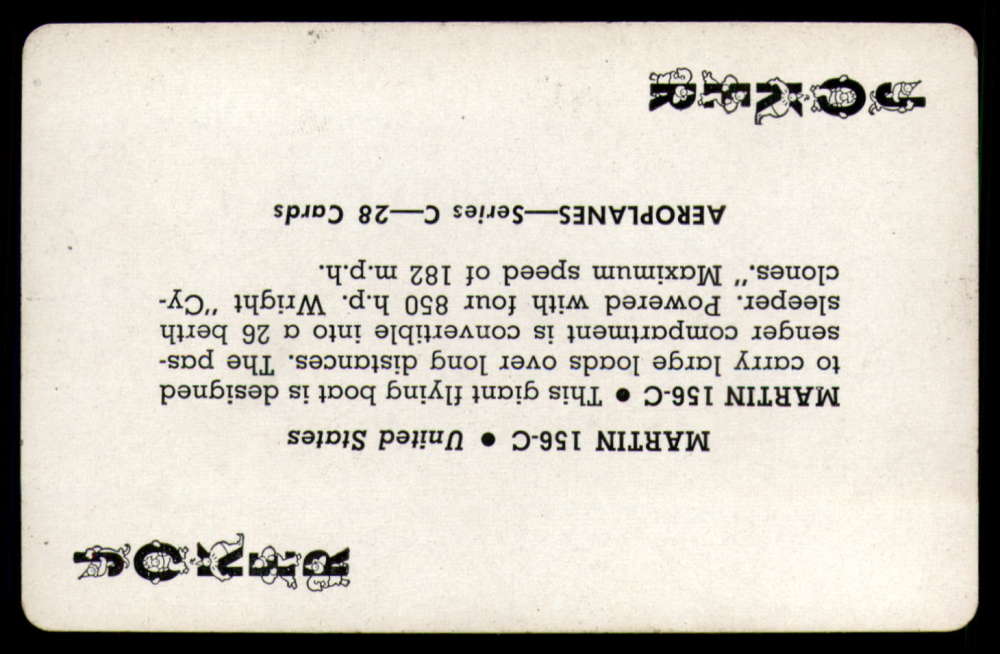 JOKER
MARTIN 156-C • United States
MARTIN 156-C • This giant flying boat is designed
to carry large loads over long distances. The pas-
senger compartment is convertible into a 26 berth
sleeper. Powered with four 850 h.p. Wright "Cy-
clones." Maximum speed of 182 m.p.h.
AEROPLANES—Series C—28 Cards
JOKER